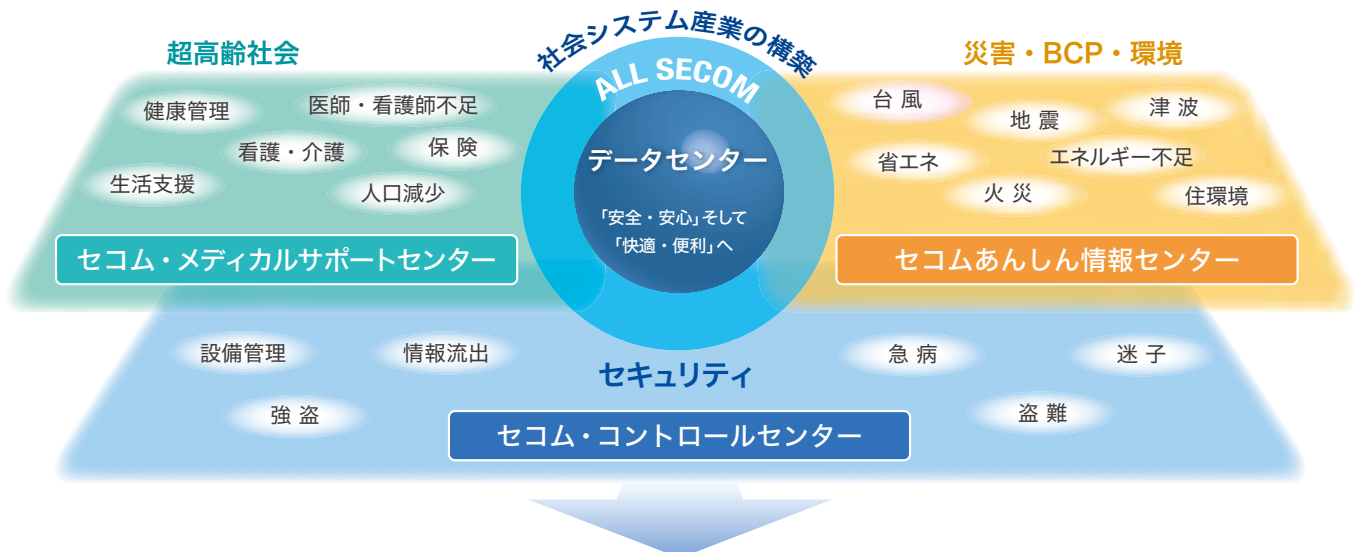 社会システム産業の構築
ALL SECOM
データセンター
「安全・安心」そして
「快適・便利」へ
超高齢社会
健康管理
医師・看護師不足
看護・介護
保険
生活支援
人口減少
セコム・メディカルサポートセンター
災害・BCP・環境
台風
地震
津波
省エネ
エネルギー不足
火災
住環境
セコムあんしん情報センター
セキュリティ
設備管理
情報流出
急病
迷子
強盗
盗難
セコム・コントロールセンター